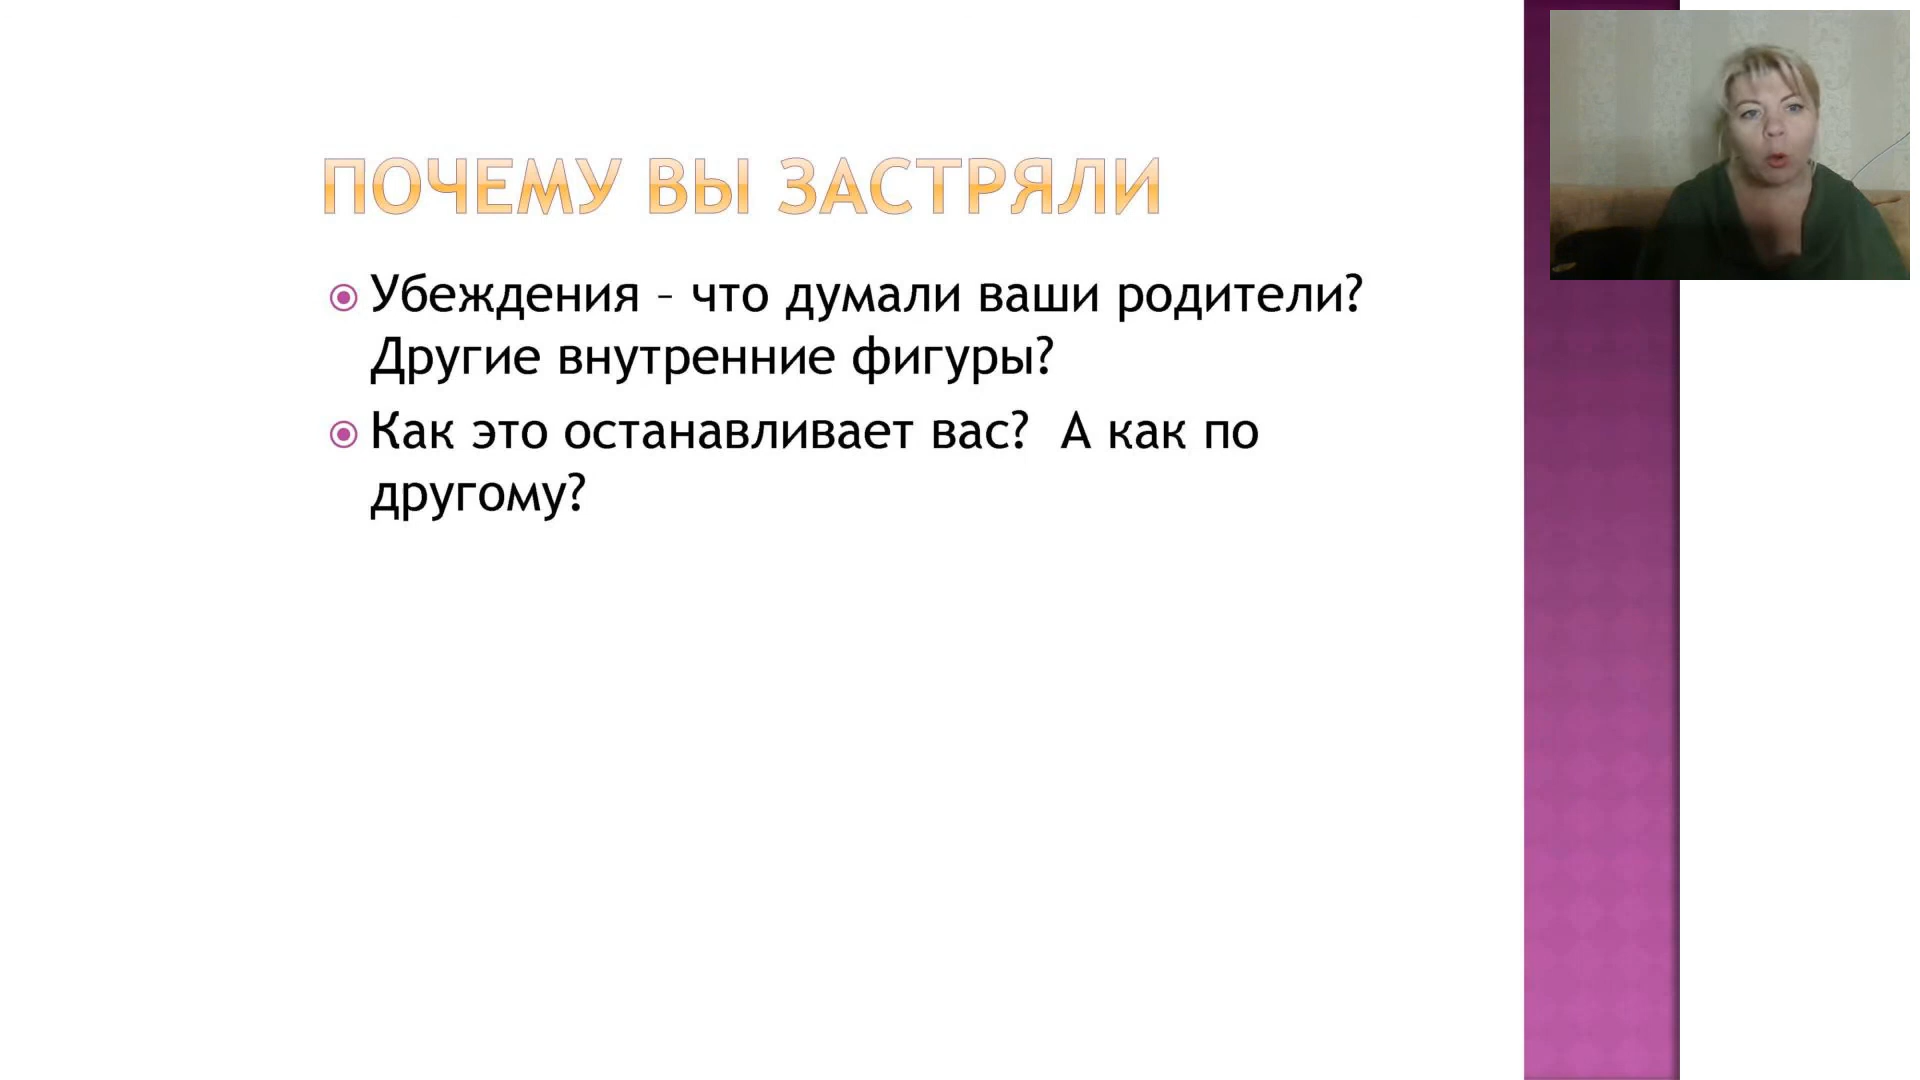 ПОЧЕМУ ВЫ ЗАСТРЯЛИ
Убеждения – что думали ваши родители?
Другие внутренние фигуры?
Как это останавливает вас?  А как по
другому?